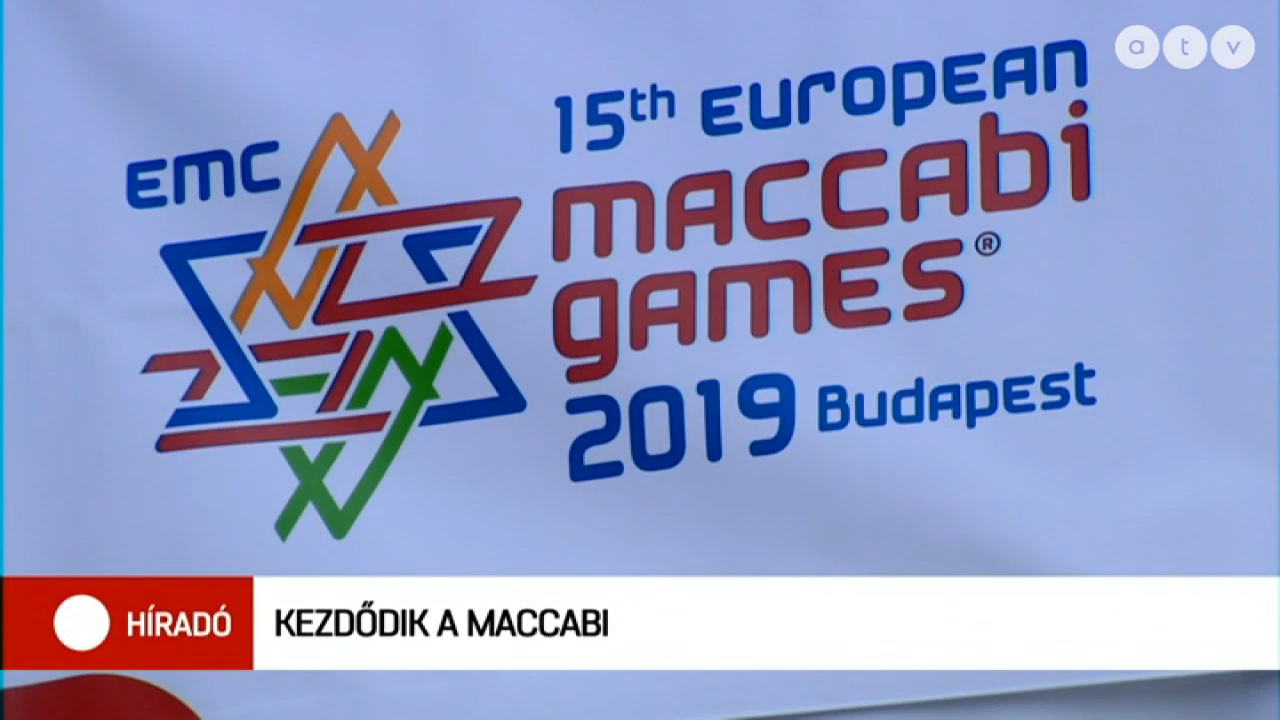 atv
EMC
15th EUROPEAN
maccabi
games®
2019 Budapest
HÍRADÓ
KEZDŐDIK A MACCABI